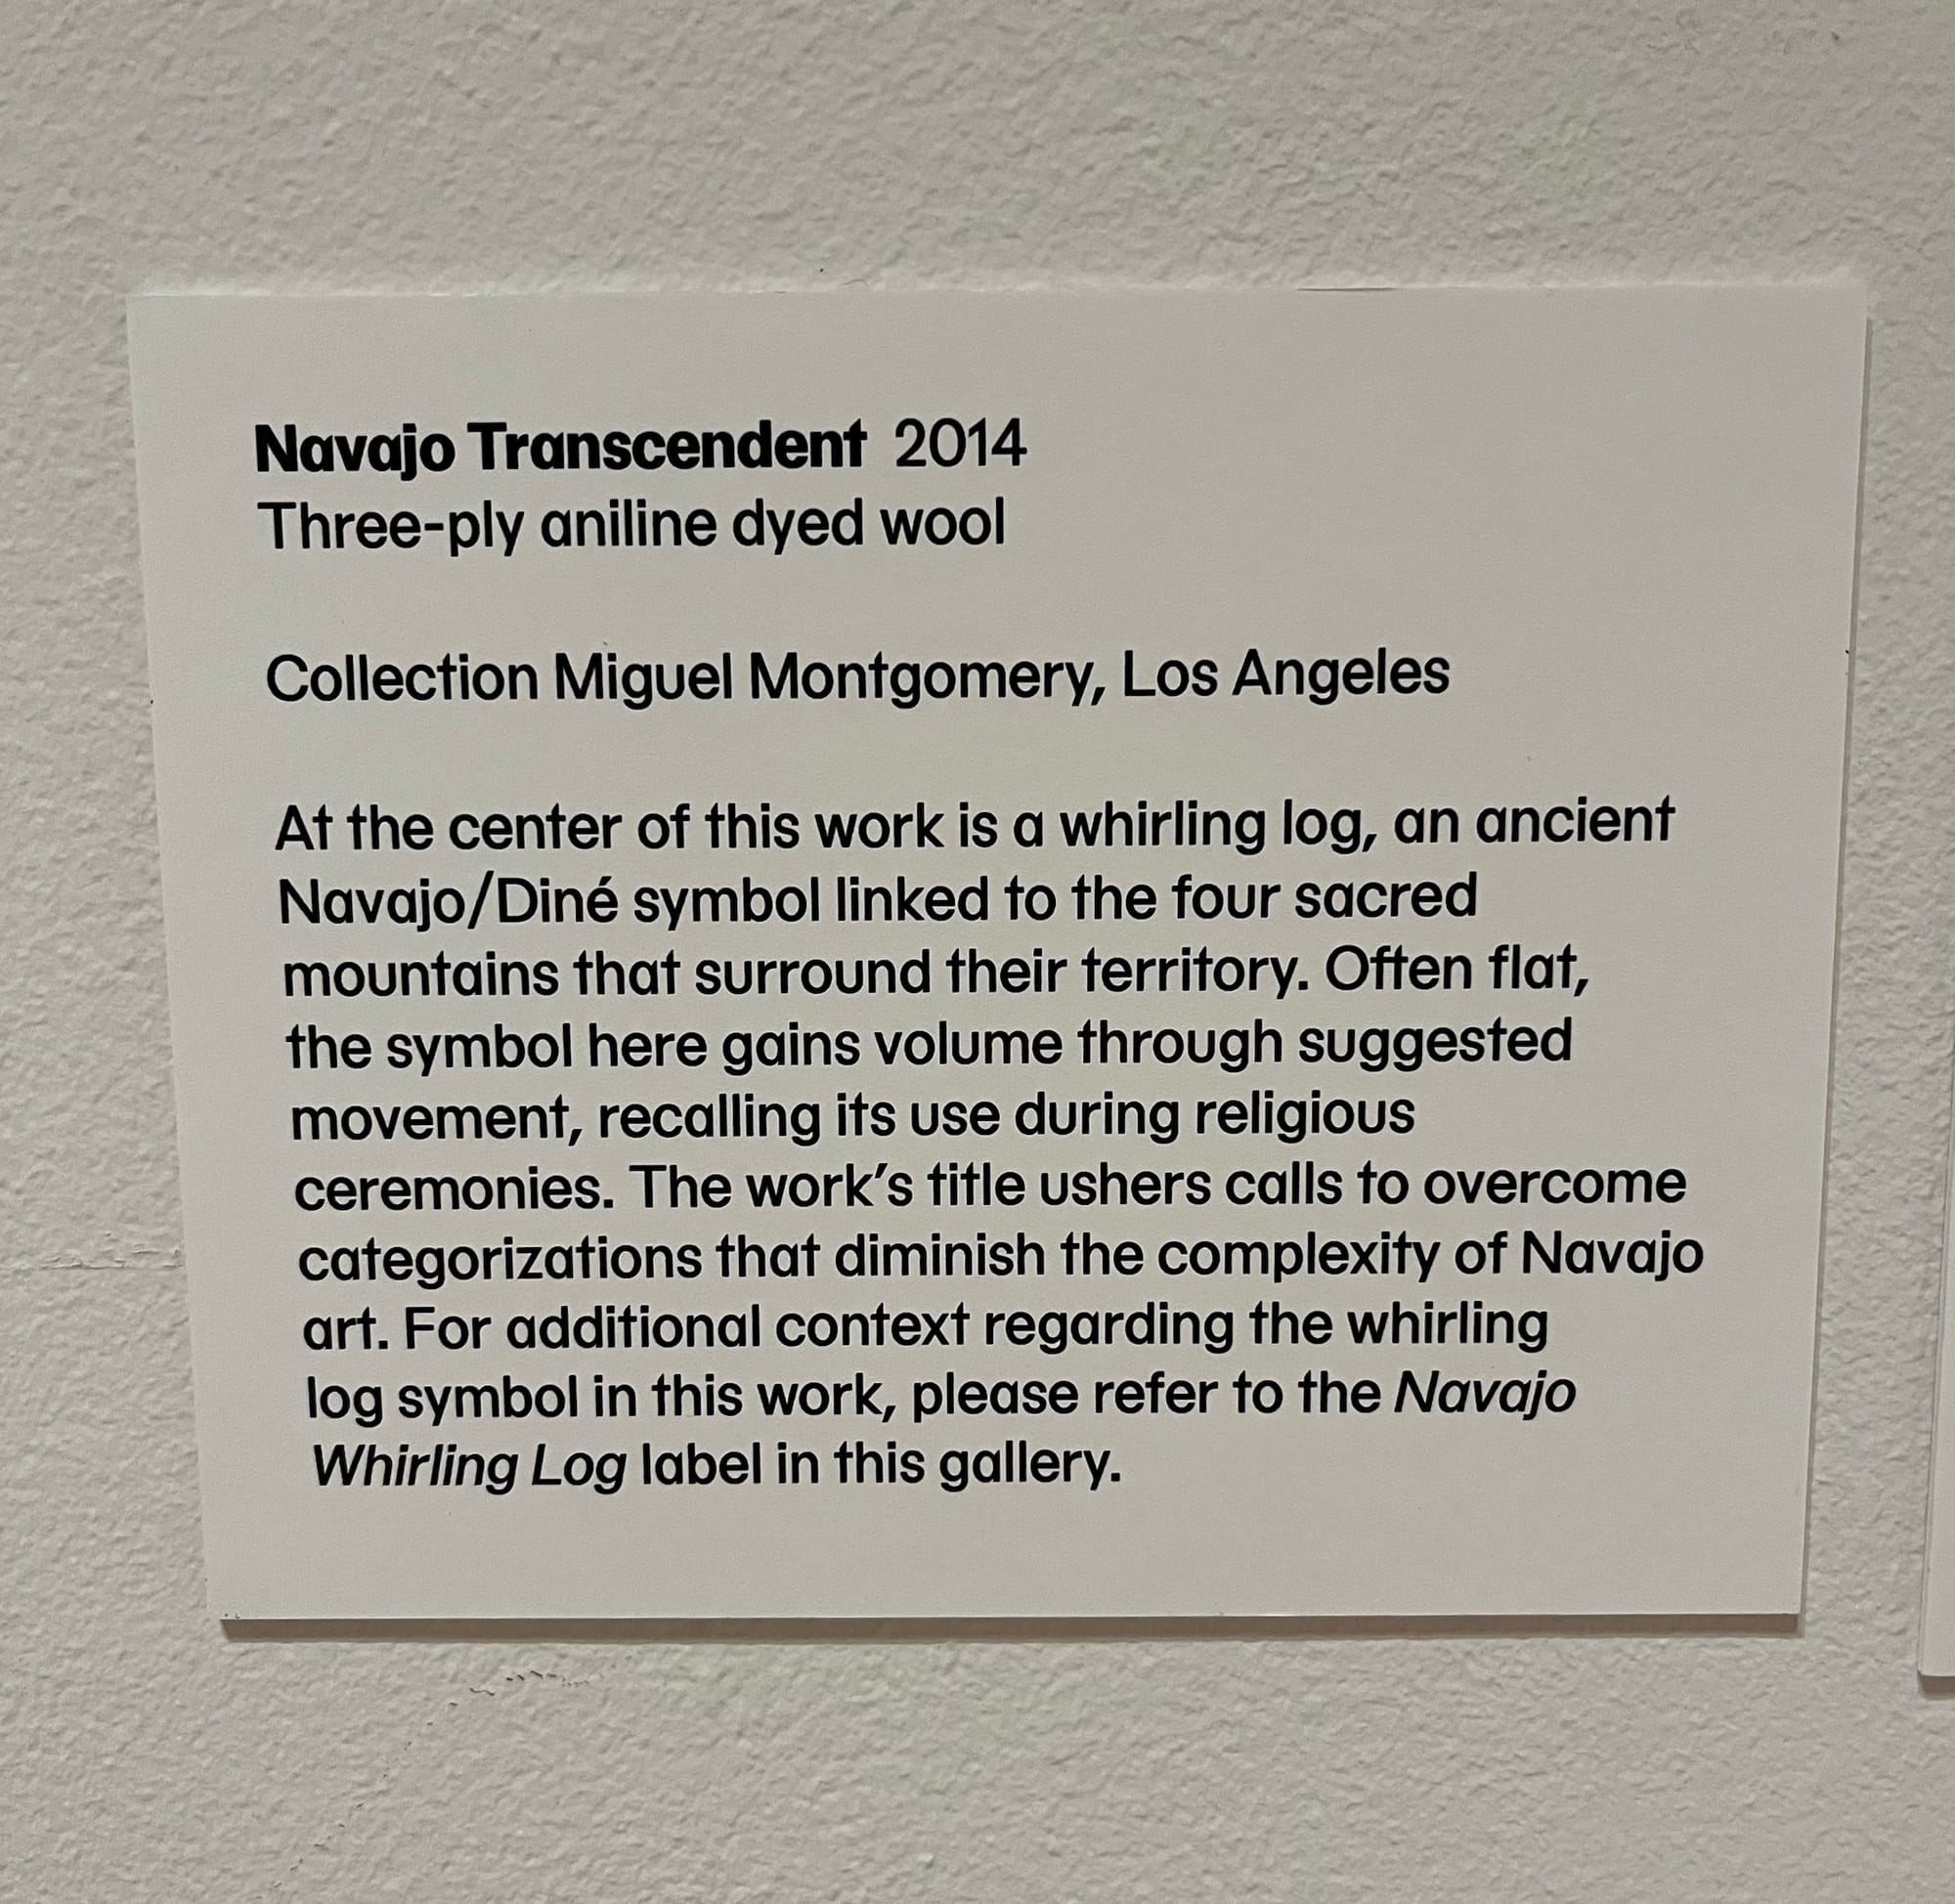 Navajo Transcendent 2014
Three-ply aniline dyed wool
Collection Miguel Montgomery, Los Angeles
At the center of this work is a whirling log, an ancient
Navajo/Diné symbol linked to the four sacred
mountains that surround their territory. Often flat,
the symbol here gains volume through suggested
movement, recalling its use during religious
ceremonies. The work’s title ushers calls to overcome
categorizations that diminish the complexity of Navajo
art. For additional context regarding the whirling
log symbol in this work, please refer to the Navajo
Whirling Log label in this gallery.